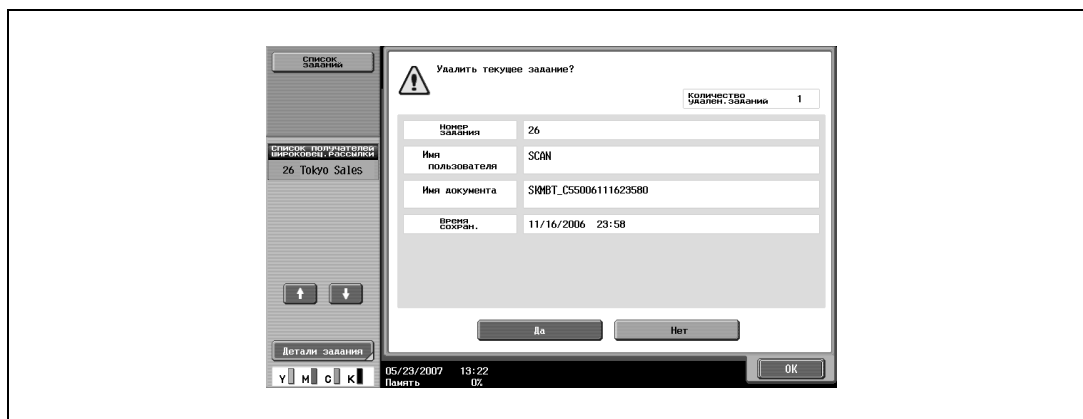 Список
заданий
Удалить текущее задание?
Количество
удален.заданий
1
Номер
задания
26
Имя
пользователя
SCAN
Имя документа
SKMBT_C55006111623580
Время
сохран.
11/16/2006 23:58
Список получателей
широковещ.рассылки
26 Tokyo Sales
Да
Нет
Детали задания
Y M C K
05/23/2007 13:22
Память 0%
OK